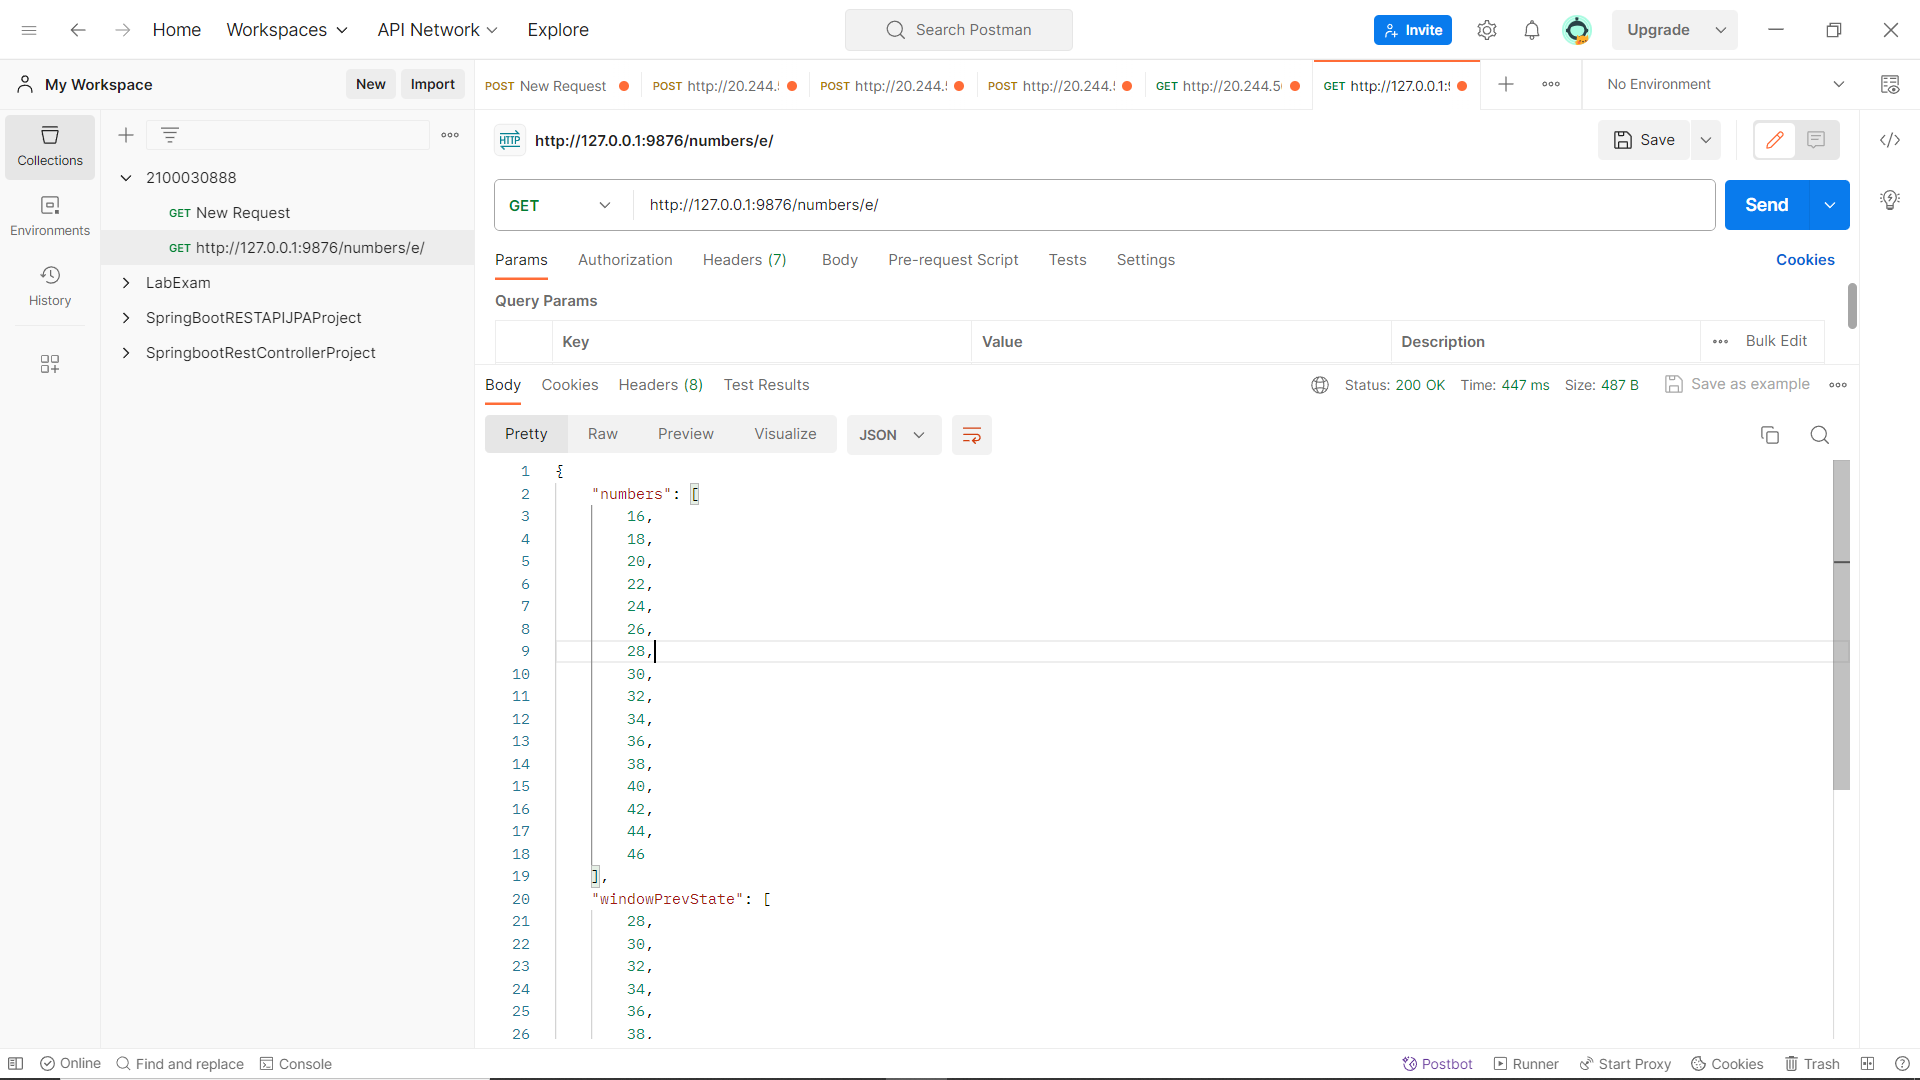 Home Workspaces API Network Explore Search Postman Invite Upgrade
My Workspace New Import
POST New Request POST http://20.244.! POST http://20.244.! POST http://20.244.! GET http://20.244.5 GET http://127.0.0.1:! No Environment
Collections
Environments
History
2100030888
GET New Request
GET http://127.0.0.1:9876/numbers/e/
LabExam
SpringBootRESTAPIJPAProject
SpringbootRestControllerProject
HTTP http://127.0.0.1:9876/numbers/e/ Save
GET http://127.0.0.1:9876/numbers/e/ Send
Params Authorization Headers (7) Body Pre-request Script Tests Settings Cookies
Query Params
Key Value Description Bulk Edit
Body Cookies Headers (8) Test Results Status: 200 OK Time: 447 ms Size: 487 B Save as example
Pretty Raw Preview Visualize JSON
1 {
2 "numbers": [
3 16,
4 18,
5 20,
6 22,
7 24,
8 26,
9 28,
10 30,
11 32,
12 34,
13 36,
14 38,
15 40,
16 42,
17 44,
18 46
19 ],
20 "windowPrevState": [
21 28,
22 30,
23 32,
24 34,
25 36,
26 38,
Online Find and replace Console Postbot Runner Start Proxy Cookies Trash